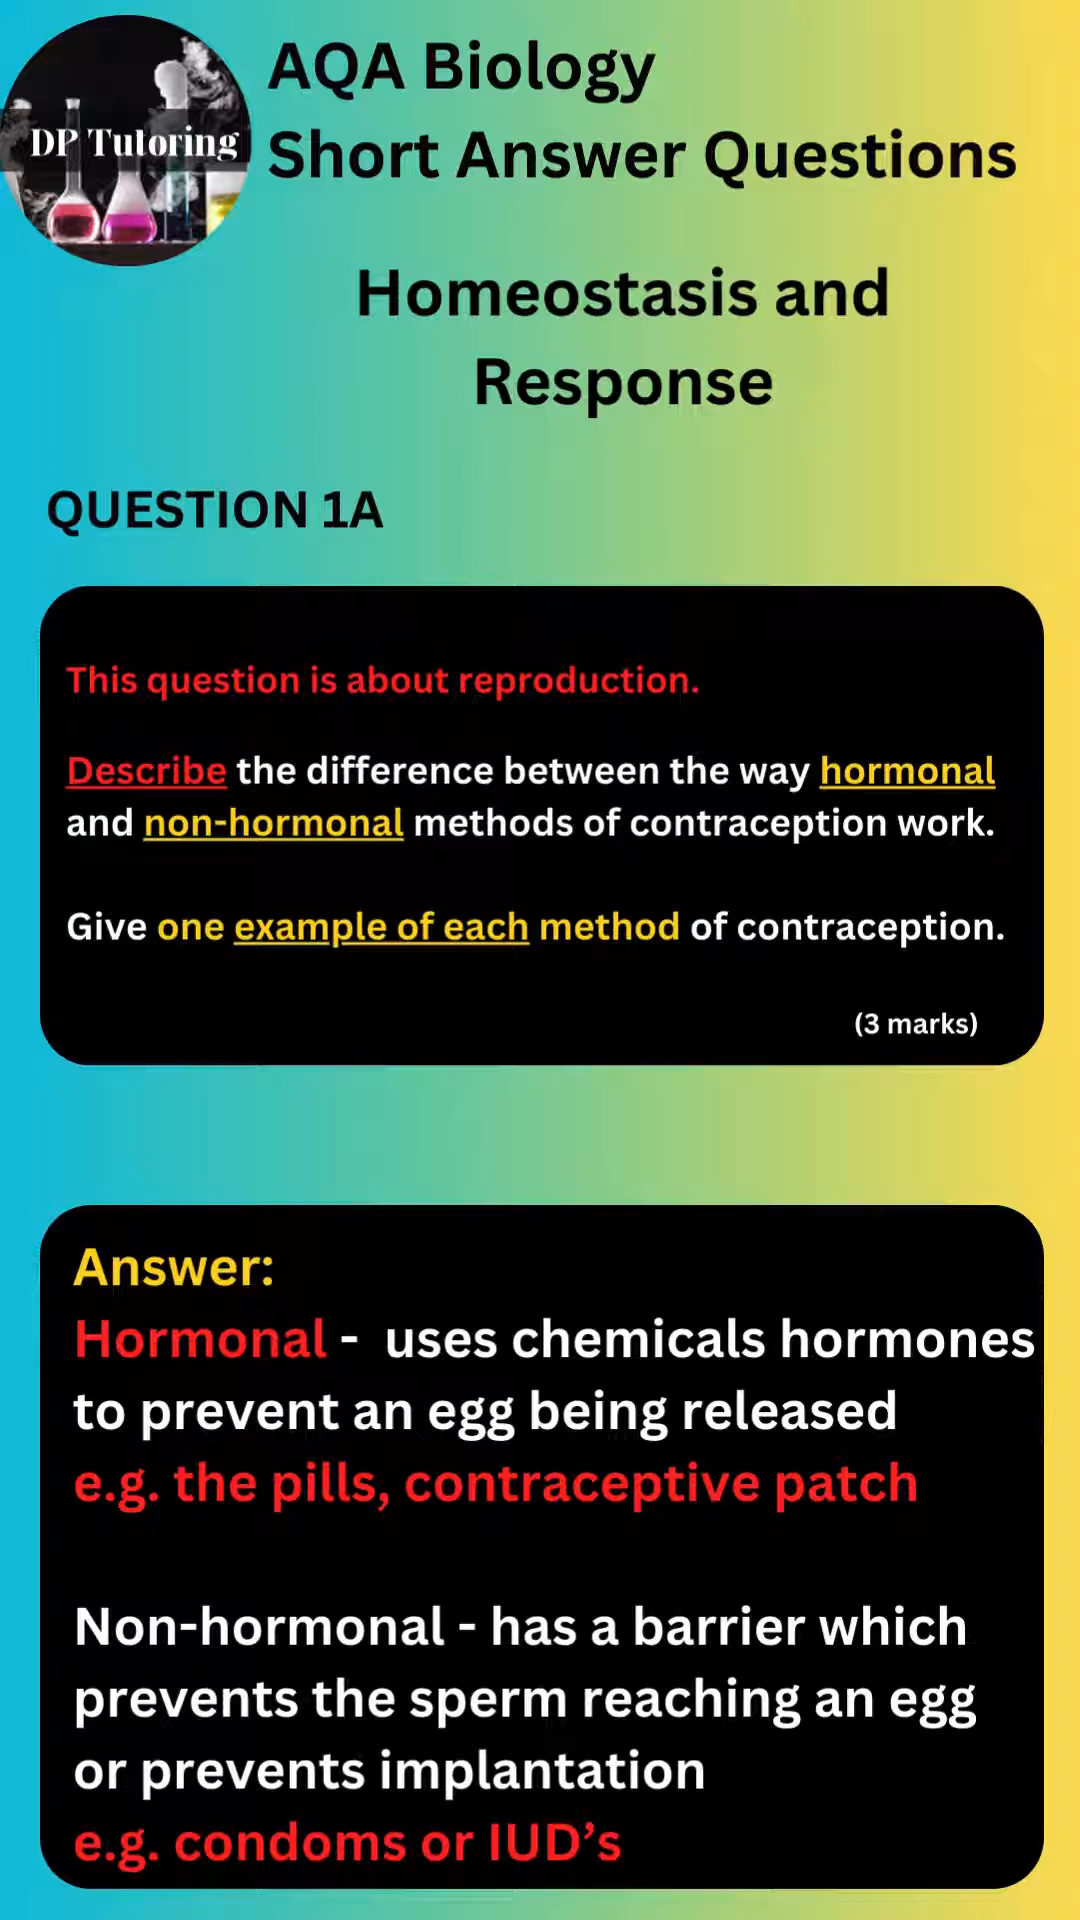 DP Tutoring
AQA Biology
Short Answer Questions
Homeostasis and
Response
QUESTION 1A
This question is about reproduction.
Describe the difference between the way hormonal
and non-hormonal methods of contraception work.
Give one example of each method of contraception.
(3 marks)
Answer:
Hormonal - uses chemicals hormones
to prevent an egg being released
e.g. the pills, contraceptive patch
Non-hormonal - has a barrier which
prevents the sperm reaching an egg
or prevents implantation
e.g. condoms or IUD’s